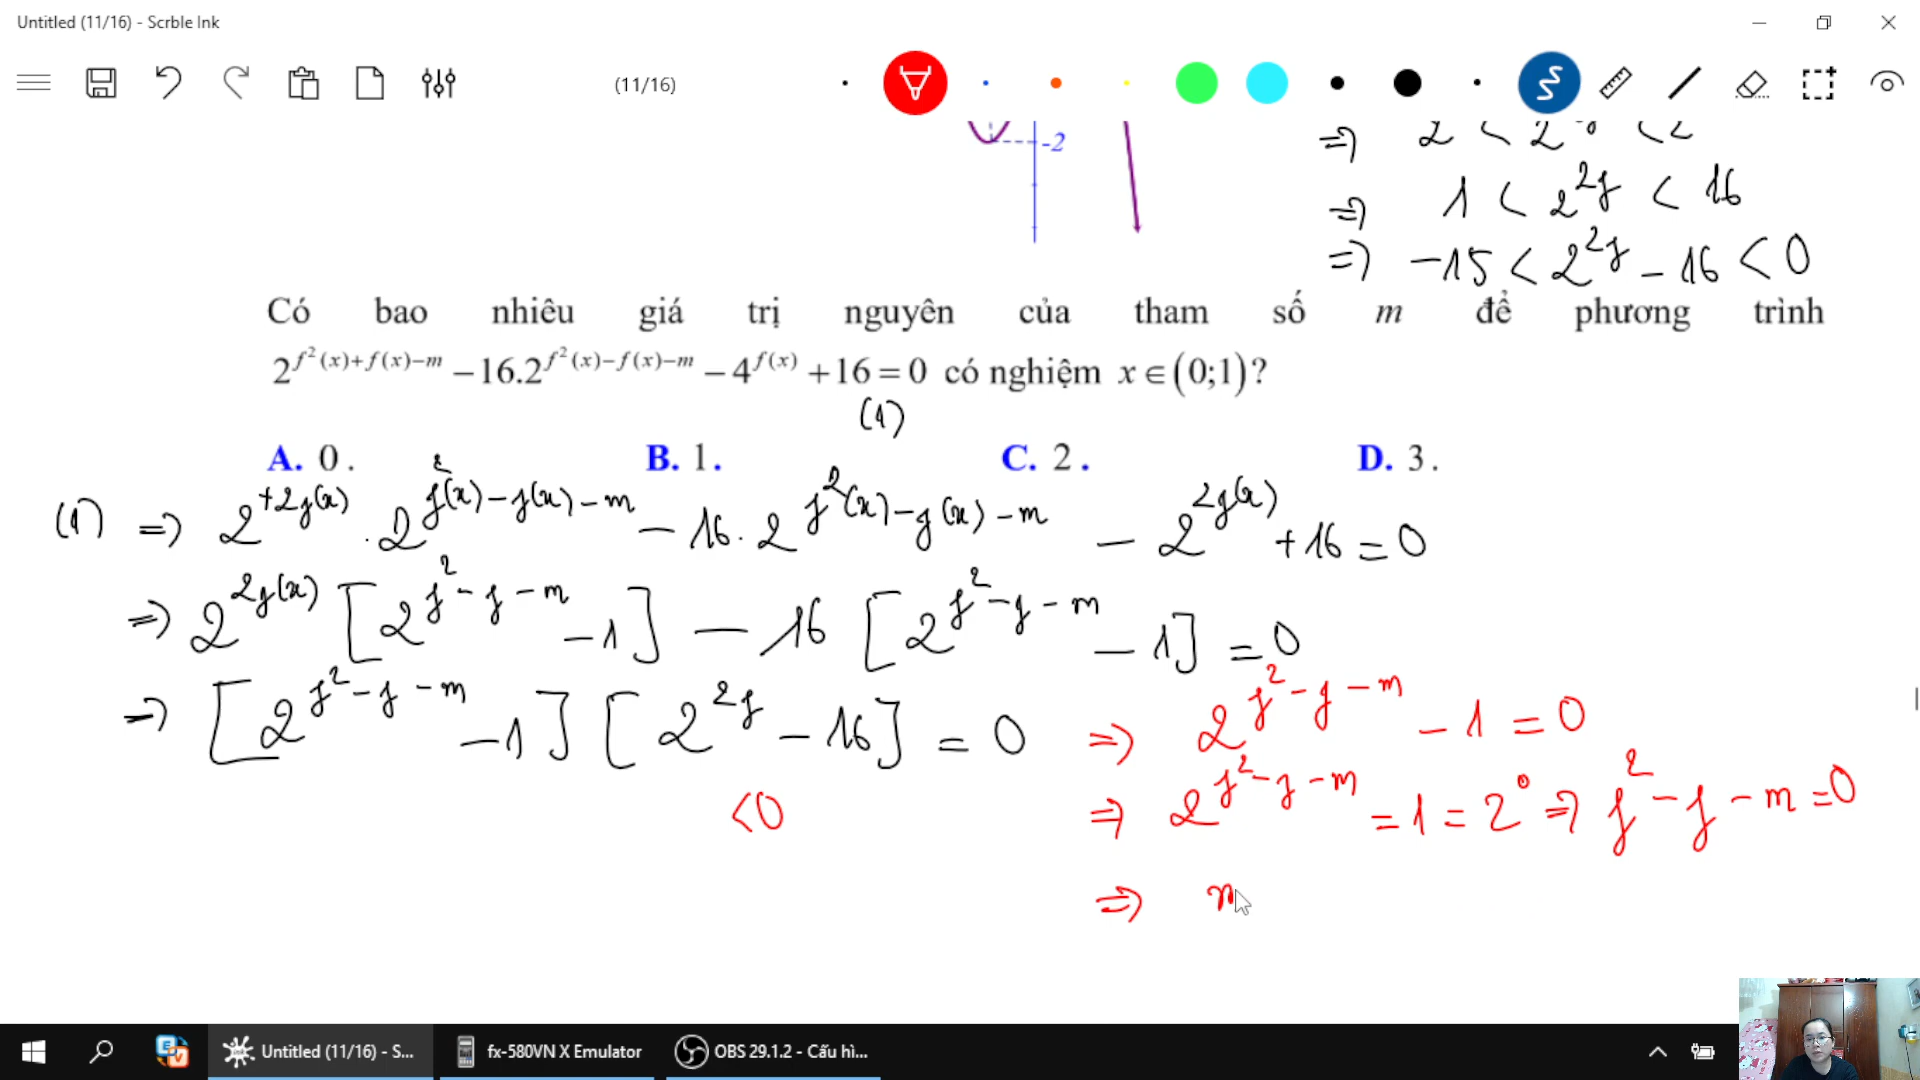 Untitled (11/16) - Scrble Ink
(11/16)
-2
=> 1 < 2^{2f} < 16
=> -15 < 2^{2f} - 16 < 0
Có bao nhiêu giá trị nguyên của tham số m để phương trình
2^{f²(x)+f(x)−m} − 16.2^{f²(x)−f(x)−m} − 4^{f(x)} + 16 = 0 có nghiệm x ∈ (0;1)?
(1)
A. 0. B. 1. C. 2. D. 3.
(1) => 2^{+2f(x)} . 2^{f²(x)-f(x)-m} - 16. 2^{f²(x)-f(x)-m} - 2^{2f(x)} + 16 = 0
=> 2^{2f(x)} [2^{f²-f-m} - 1] - 16 [2^{f²-f-m} - 1] = 0
=> [2^{f²-f-m} - 1] [2^{2f} - 16] = 0 => 2^{f²-f-m} - 1 = 0
<0 => 2^{f²-f-m} = 1 = 2^0 => f² - f - m = 0
=> m
Untitled (11/16) - S... fx-580VN X Emulator OBS 29.1.2 - Cấu hì...